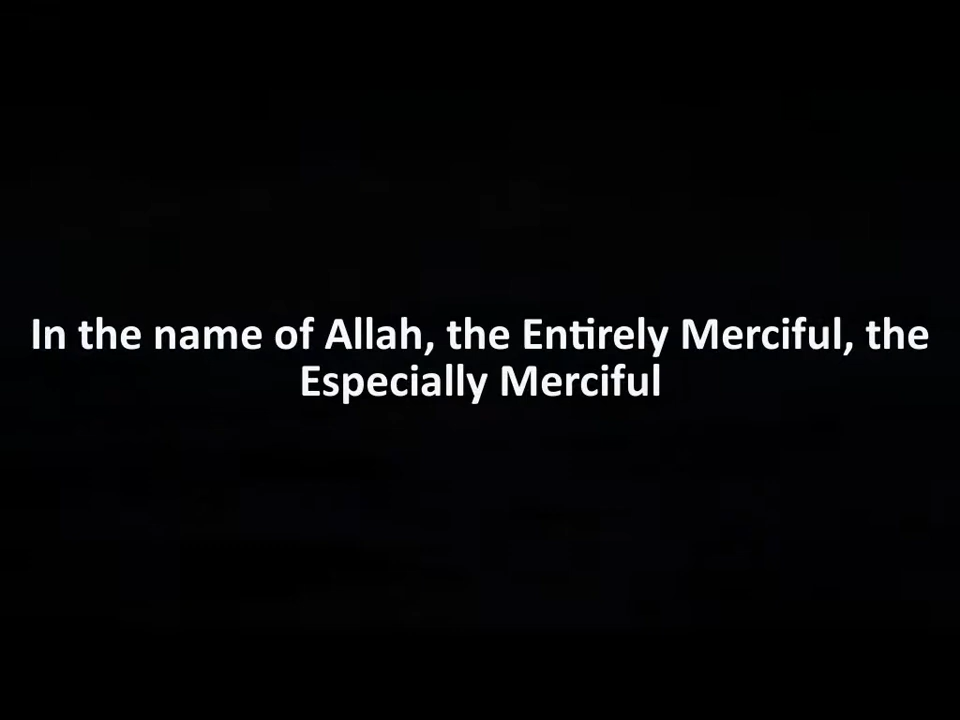 In the name of Allah, the Entirely Merciful, the
Especially Merciful